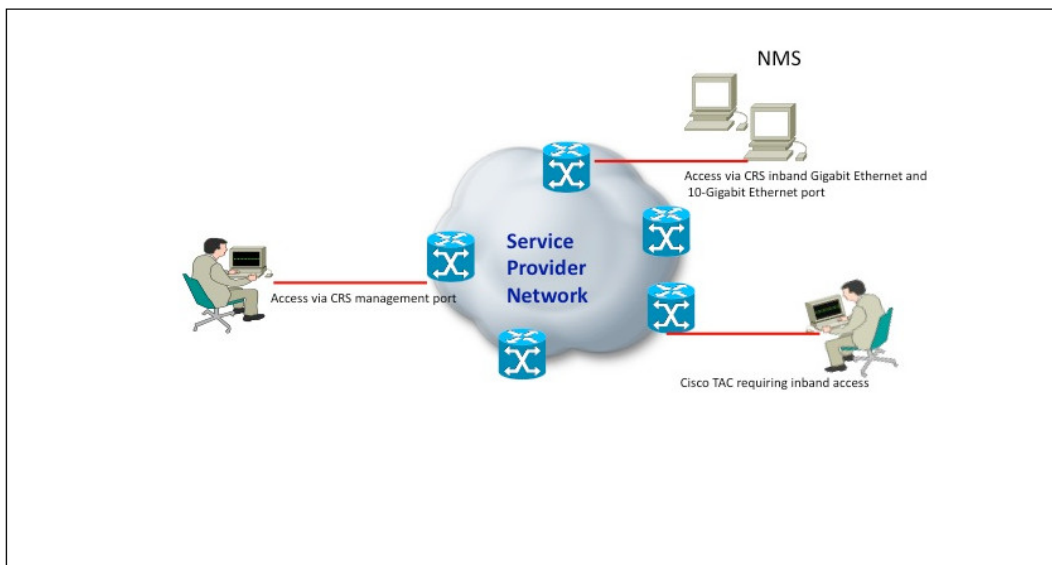 NMS
Access via CRS inband Gigabit Ethernet and
10-Gigabit Ethernet port
Service
Provider
Network
Access via CRS management port
Cisco TAC requiring inband access